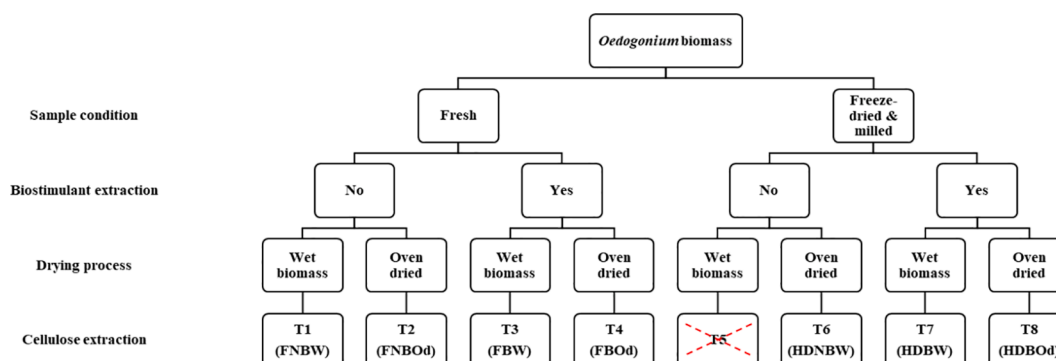 Oedogonium biomass
Sample condition
Fresh
Freeze-
dried &
milled
Biostimulant extraction
No
Yes
No
Yes
Drying process
Wet
biomass
Oven
dried
Wet
biomass
Oven
dried
Wet
biomass
Oven
dried
Wet
biomass
Oven
dried
Cellulose extraction
T1
(FNBW)
T2
(FNBOd)
T3
(FBW)
T4
(FBOd)
T5
T6
(HDNBW)
T7
(HDBW)
T8
(HDBOd)